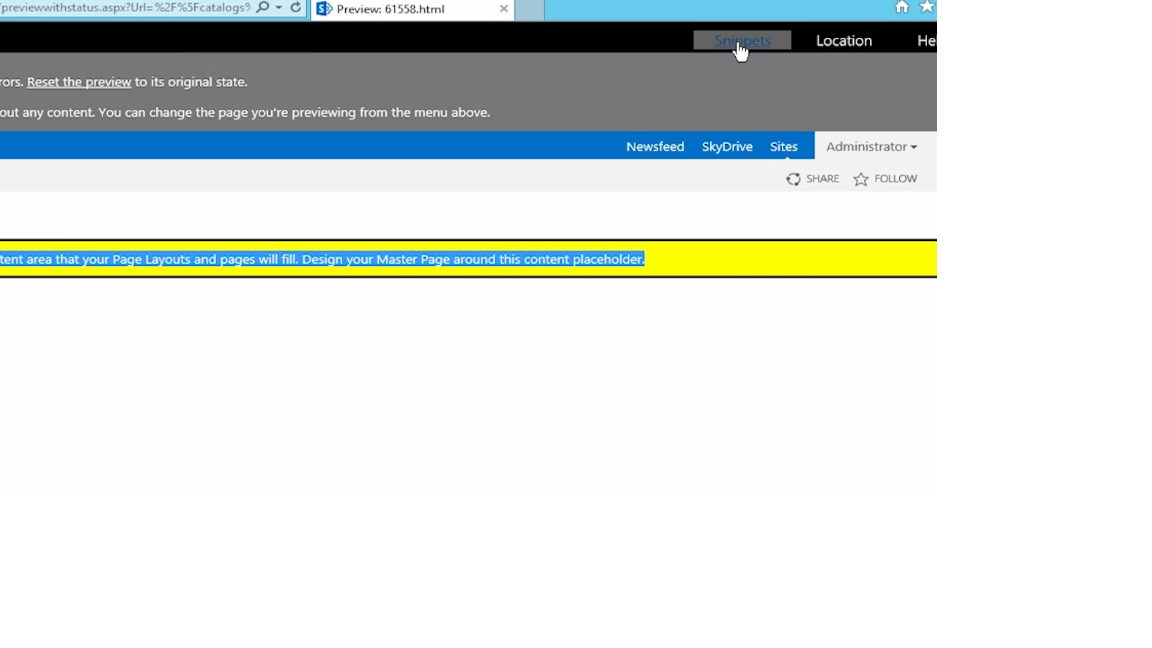 /previewwithstatus.aspx?Url=%2F%5Fcatalogs%
Preview: 61558.html
Snippets Location Hel
rors. Reset the preview to its original state.
out any content. You can change the page you're previewing from the menu above.
Newsfeed SkyDrive Sites Administrator
SHARE FOLLOW
tent area that your Page Layouts and pages will fill. Design your Master Page around this content placeholder.